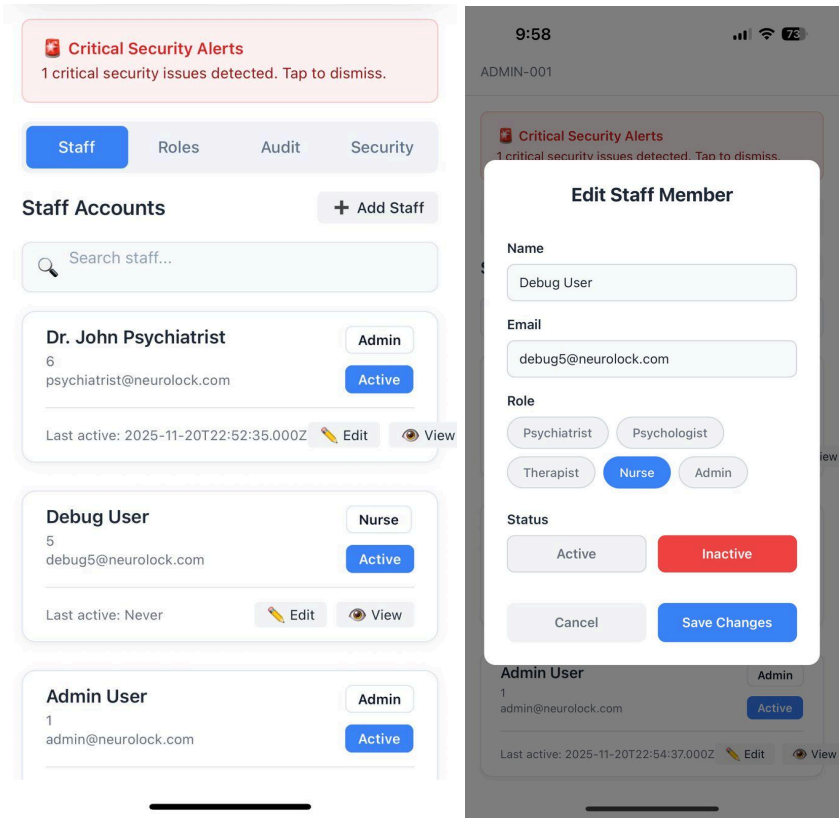 Critical Security Alerts
1 critical security issues detected. Tap to dismiss.
Staff Roles Audit Security
Staff Accounts + Add Staff
Search staff...
Dr. John Psychiatrist Admin
6
psychiatrist@neurolock.com Active
Last active: 2025-11-20T22:52:35.000Z Edit View
Debug User Nurse
5
debug5@neurolock.com Active
Last active: Never Edit View
Admin User Admin
1
admin@neurolock.com Active
9:58 73
ADMIN-001
Critical Security Alerts
1 critical security issues detected. Tap to dismiss.
Edit Staff Member
Name
Debug User
Email
debug5@neurolock.com
Role
Psychiatrist Psychologist
Therapist Nurse Admin
Status
Active Inactive
Cancel Save Changes
Admin User Admin
1
admin@neurolock.com Active
Last active: 2025-11-20T22:54:37.000Z Edit View